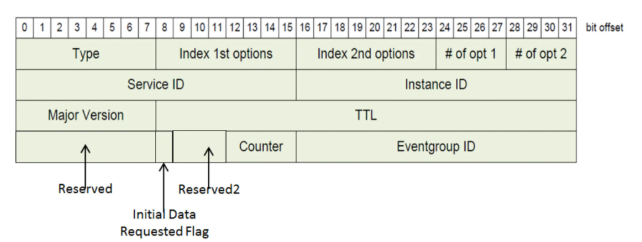 0 1 2 3 4 5 6 7 8 9 10 11 12 13 14 15 16 17 18 19 20 21 22 23 24 25 26 27 28 29 30 31 bit offset
Type Index 1st options Index 2nd options # of opt 1 # of opt 2
Service ID Instance ID
Major Version TTL
Counter Eventgroup ID
Reserved Reserved2
Initial Data
Requested Flag